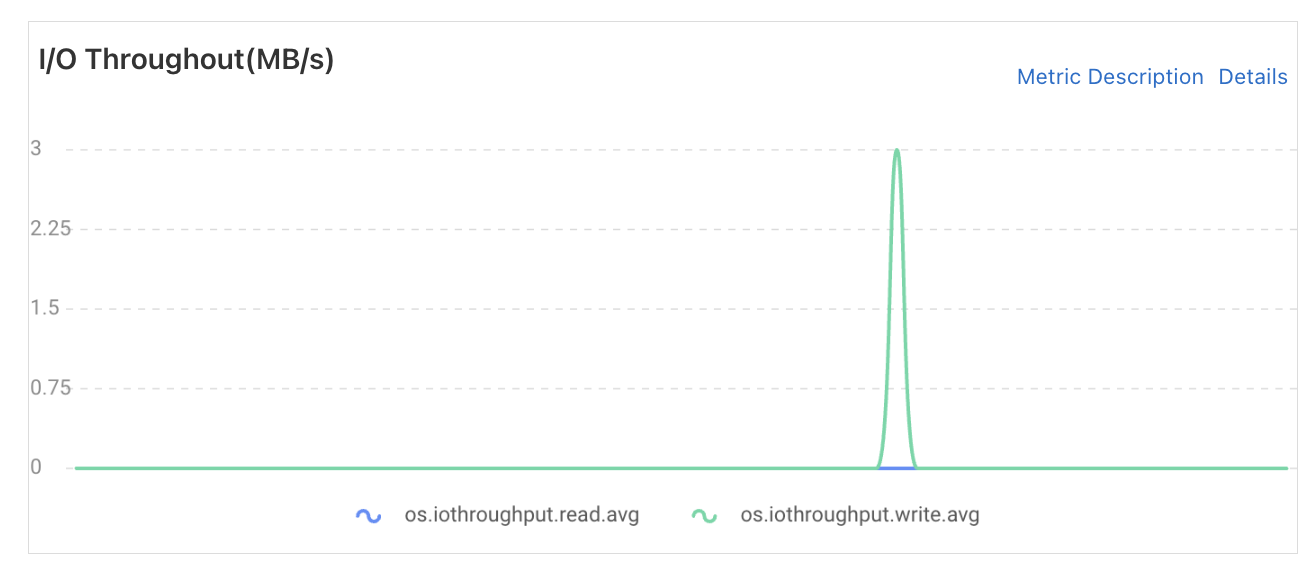 I/O Throughout(MB/s)
Metric Description Details
3
2.25
1.5
0.75
0
os.iothroughput.read.avg os.iothroughput.write.avg